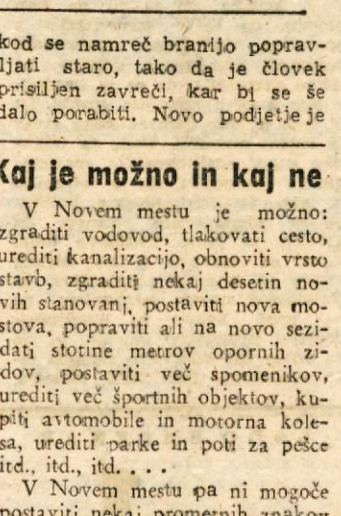 kod se namreč branijo poprav-
ljati staro, tako da je človek
prisiljen zavreči, kar bi se še
dalo porabiti. Novo podjetje je
Kaj je možno in kaj ne
V Novem mestu je možno:
zgraditi vodovod, tlakovati cesto,
urediti kanalizacijo, obnoviti vrsto
stavb, zgraditi nekaj desetin no-
vih stanovanj, postaviti nova mo-
stova, popraviti ali na novo sezi-
dati stotine metrov opornih zi-
dov, postaviti več spomenikov,
urediti več športnih objektov, ku-
piti avtomobile in motorna kole-
sa, urediti parke in poti za pešce
itd., itd., itd. . . .
V Novem mestu pa ni mogoče
postaviti nekaj prometnih znakov